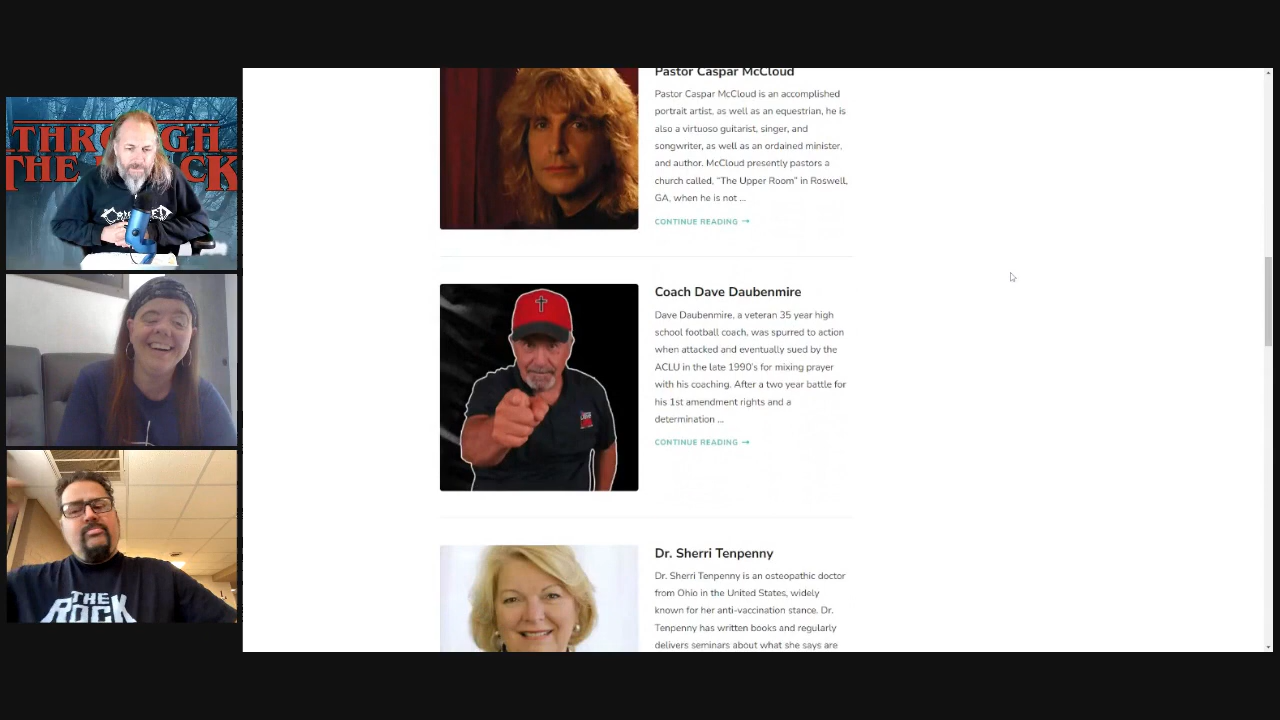 THROUGH
THE
CK
Pastor Caspar McCloud
Pastor Caspar McCloud is an accomplished
portrait artist, as well as an equestrian, he is
also a virtuoso guitarist, singer, and
songwriter, as well as an ordained minister,
and author. McCloud presently pastors a
church called, “The Upper Room” in Roswell,
GA, when he is not ...
CONTINUE READING →
Coach Dave Daubenmire
Dave Daubenmire, a veteran 35 year high
school football coach, was spurred to action
when attacked and eventually sued by the
ACLU in the late 1990's for mixing prayer
with his coaching. After a two year battle for
his 1st amendment rights and a
determination ...
CONTINUE READING →
THE
ROCK
Dr. Sherri Tenpenny
Dr. Sherri Tenpenny is an osteopathic doctor
from Ohio in the United States, widely
known for her anti-vaccination stance. Dr.
Tenpenny has written books and regularly
delivers seminars about what she says are